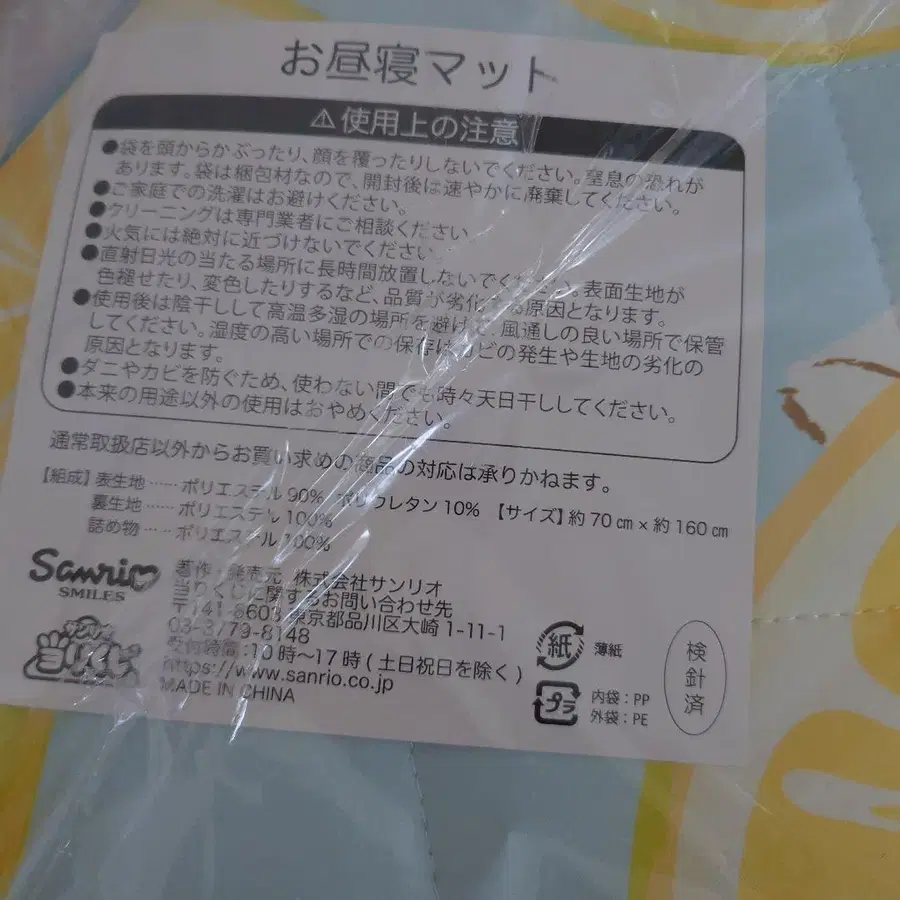 お昼寝マット
⚠使用上の注意
●袋を頭からかぶったり、顔を覆ったりしないでください。窒息の恐れが
あります。袋は梱包材なので、開封後は速やかに廃棄してください。
●ご家庭での洗濯はお避けください。
●クリーニングは専門業者にご相談ください。
●火気には絶対に近づけないでください。
●直射日光の当たる場所に長時間放置しないでください。表面生地が
色褪せたり、変色したりするなど、品質が劣化する原因となります。
●使用後は陰干しして高温多湿の場所を避けて、風通しの良い場所で保管
してください。湿度の高い場所での保存はカビの発生や生地の劣化の
原因となります。
●ダニやカビを防ぐため、使わない間でも時々天日干ししてください。
●本来の用途以外の使用はおやめください。
通常取扱店以外からお買い求めの商品の対応は承りかねます。
【組成】表生地……ポリエステル90% ポリウレタン10% 【サイズ】約70㎝×約160㎝
裏生地……ポリエステル100%
詰め物……ポリエステル100%
Sanrio
SMILES
サンリオ
当りくじ
著作・発売元 株式会社サンリオ
当りくじに関するお問い合わせ先
〒141-8603 東京都品川区大崎1-11-1
03-3779-8148
受付時間:10時～17時(土日祝日を除く)
https://www.sanrio.co.jp
MADE IN CHINA
紙 薄紙
プラ 内袋:PP
外袋:PE
検針済